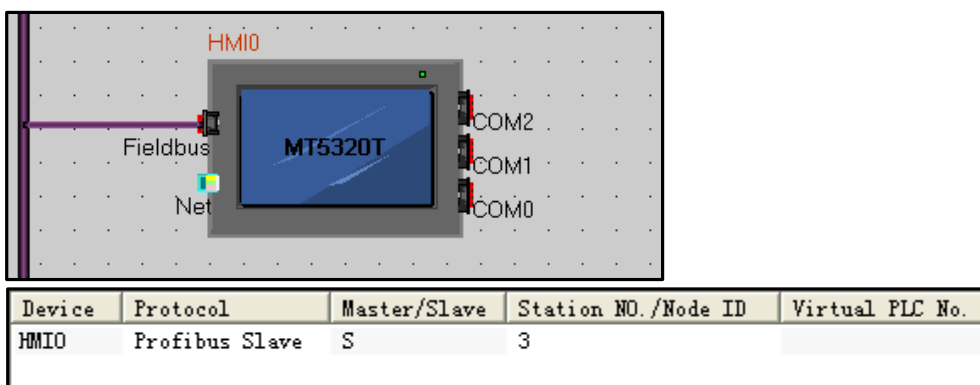 HMI0
COM2
Fieldbus
MT5320T
COM1
Net
COM0
Device Protocol Master/Slave Station NO./Node ID Virtual PLC No.
HMI0 Profibus Slave S 3